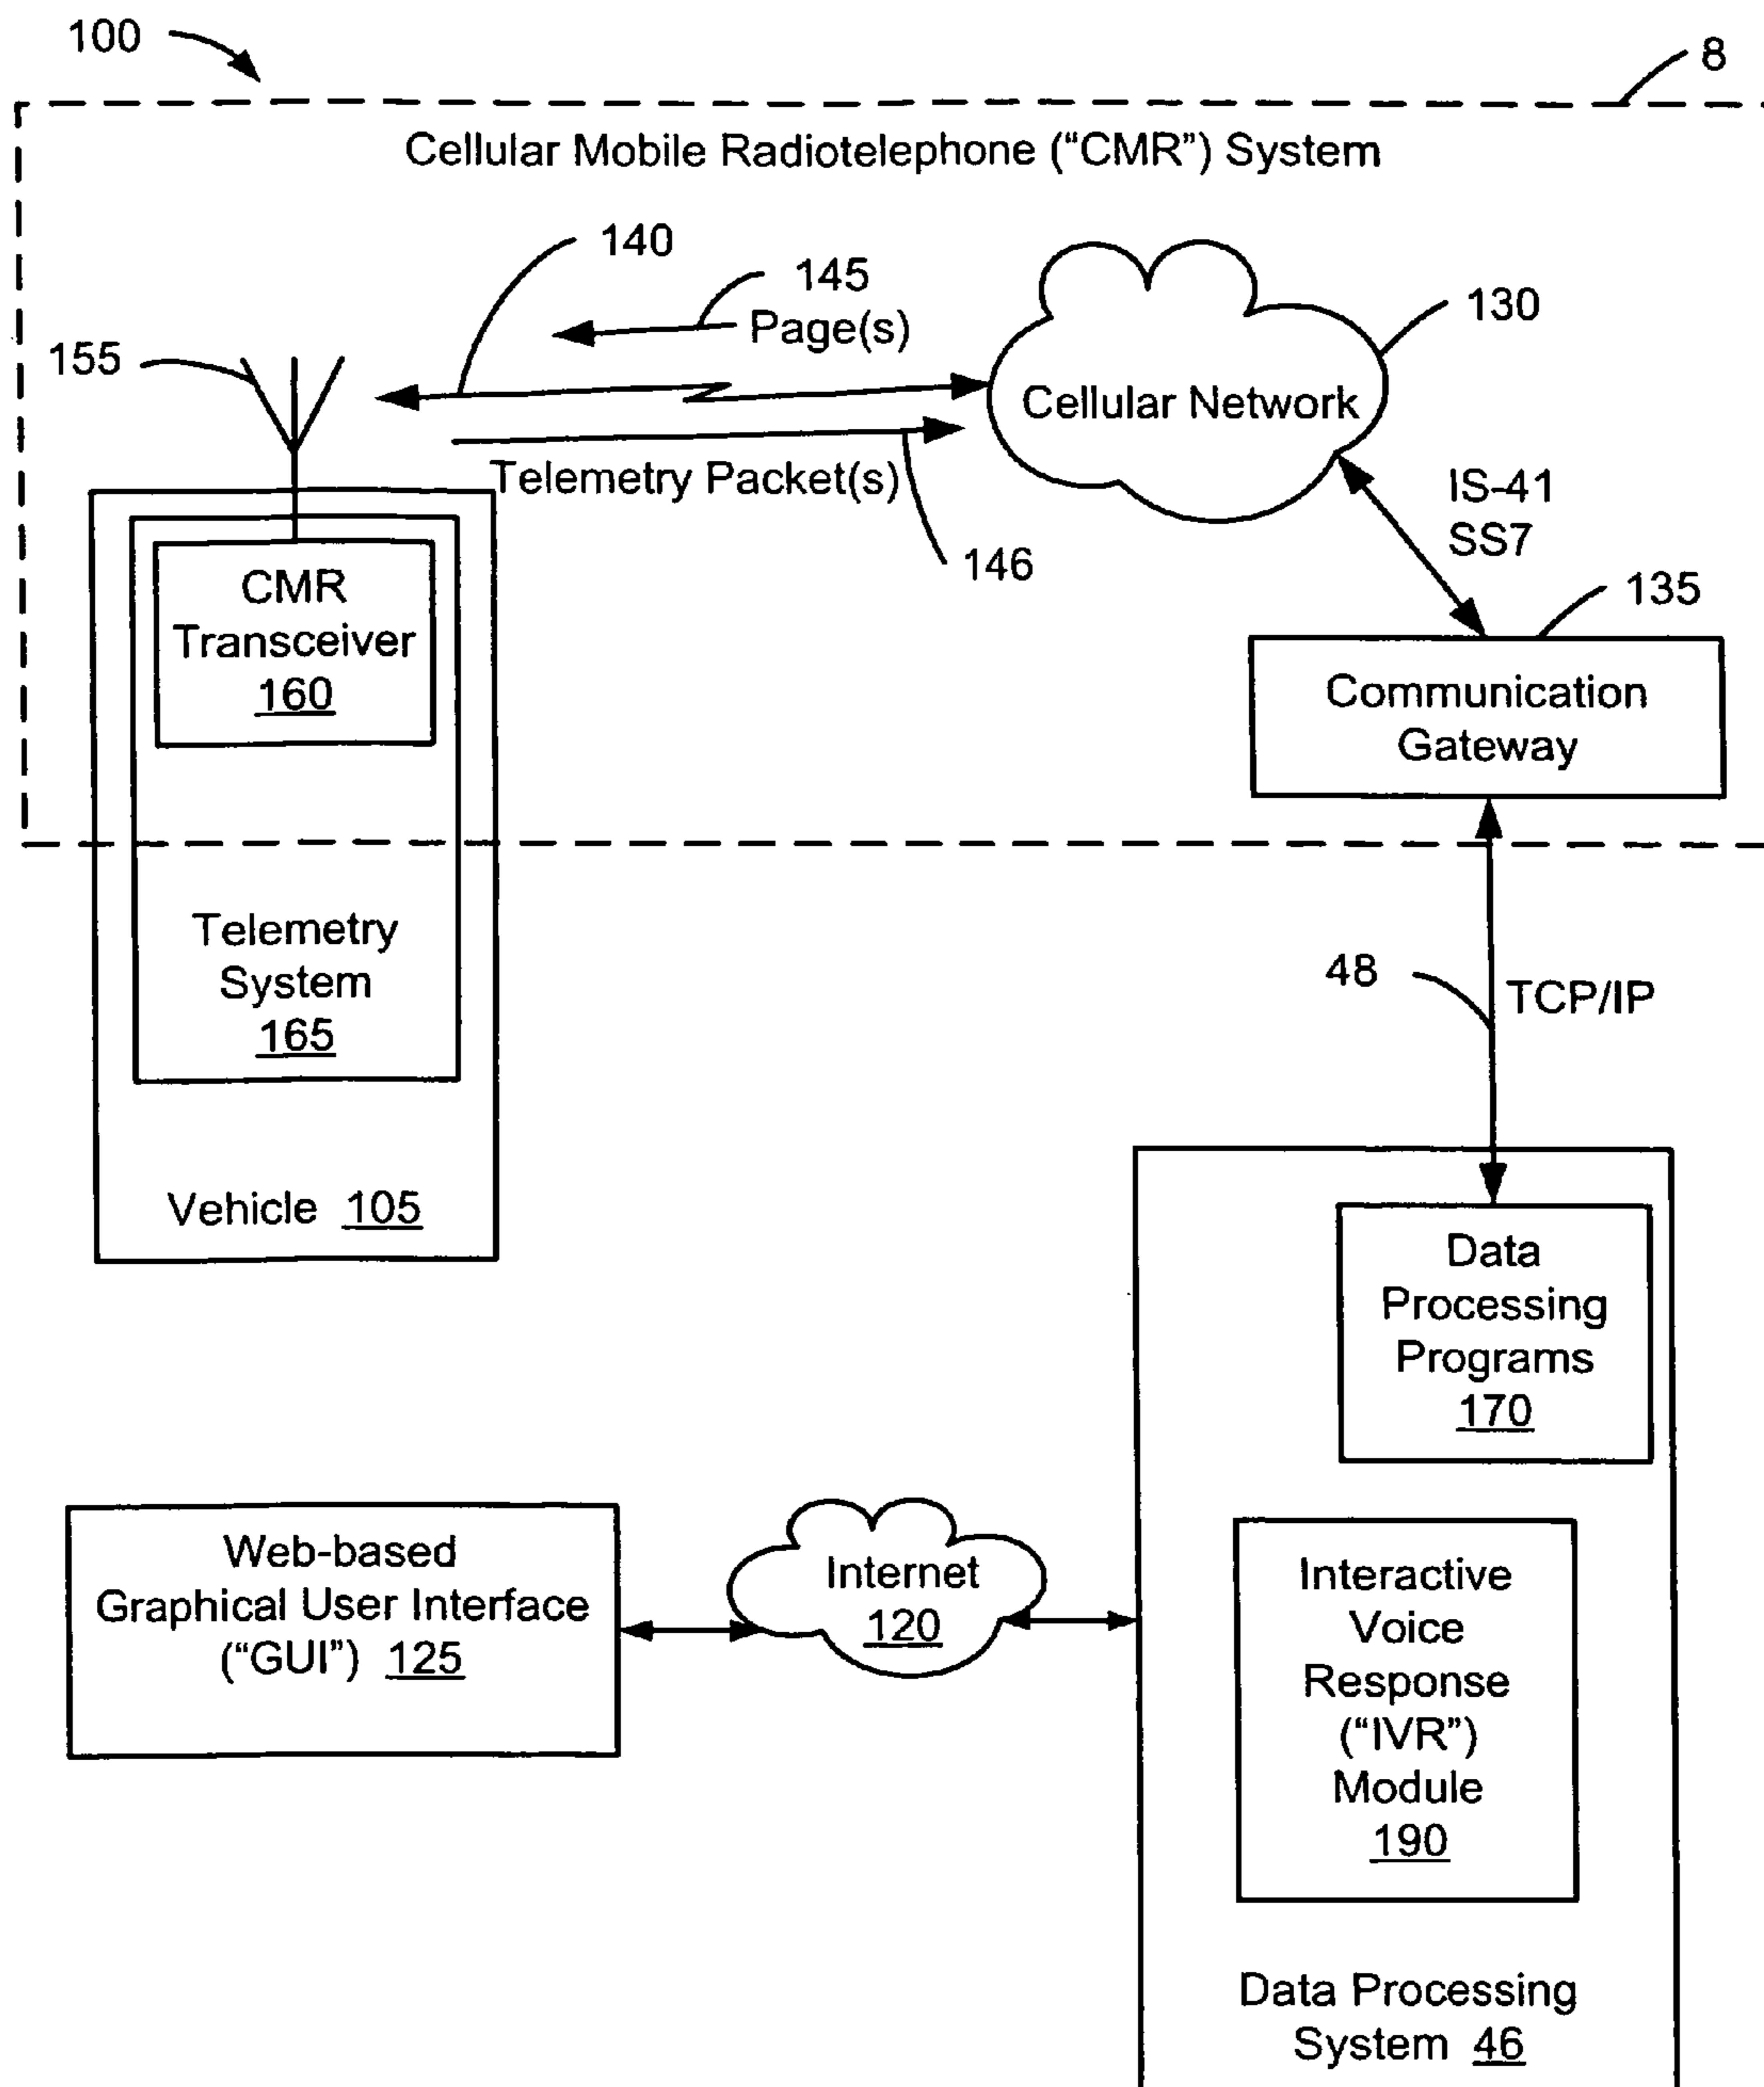 100
8
Cellular Mobile Radiotelephone (“CMR”) System
140
145
Page(s)
130
155
Cellular Network
Telemetry Packet(s)
146
IS-41
SS7
135
CMR
Transceiver
160
Communication
Gateway
Telemetry
System
165
48
TCP/IP
Vehicle 105
Data
Processing
Programs
170
Web-based
Graphical User Interface
(“GUI”) 125
Internet
120
Interactive
Voice
Response
(“IVR”)
Module
190
Data Processing
System 46